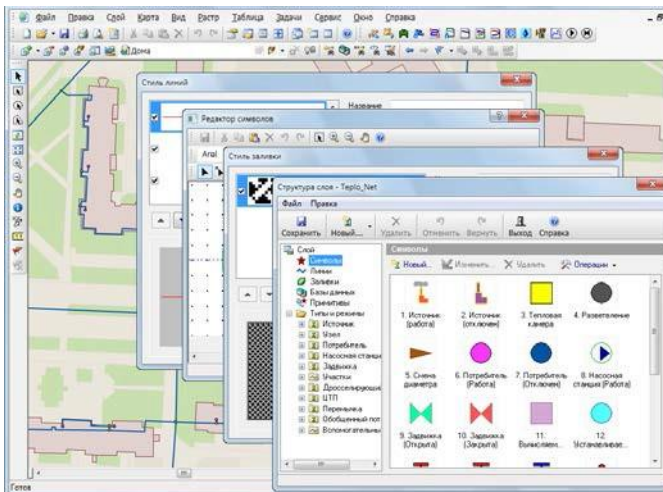 Файл Правка Слой Карта Вид Растр Таблица Задачи Сервис Окно Справка
Дома
Стиль линий
Название
Редактор символов
Arial
Стиль заливки
Структура слоя - Teplo_Net
Файл Правка
Сохранить Новый... Удалить Отменить Вернуть Выход Справка
Слой
Символы
Линии
Заливки
Базы данных
Примитивы
Типы и режимы
Источник
Узел
Потребитель
Насосная станци
Задвижка
Участки
Дросселирующи
ЦТП
Перемычка
Обобщенный пот
Вспомогательны
Символы
Новый... Изменить... Удалить Операции
1. Источник (работа)
2. Источник (отключен)
3. Тепловая камера
4. Разветвление
5. Смена диаметра
6. Потребитель (Работа)
7. Потребитель (Отключен)
8. Насосная станция (Работа)
9. Задвижка (Открыта)
10. Задвижка (Закрыта)
11. Вычисляем...
12. Устанавливае...
Готов